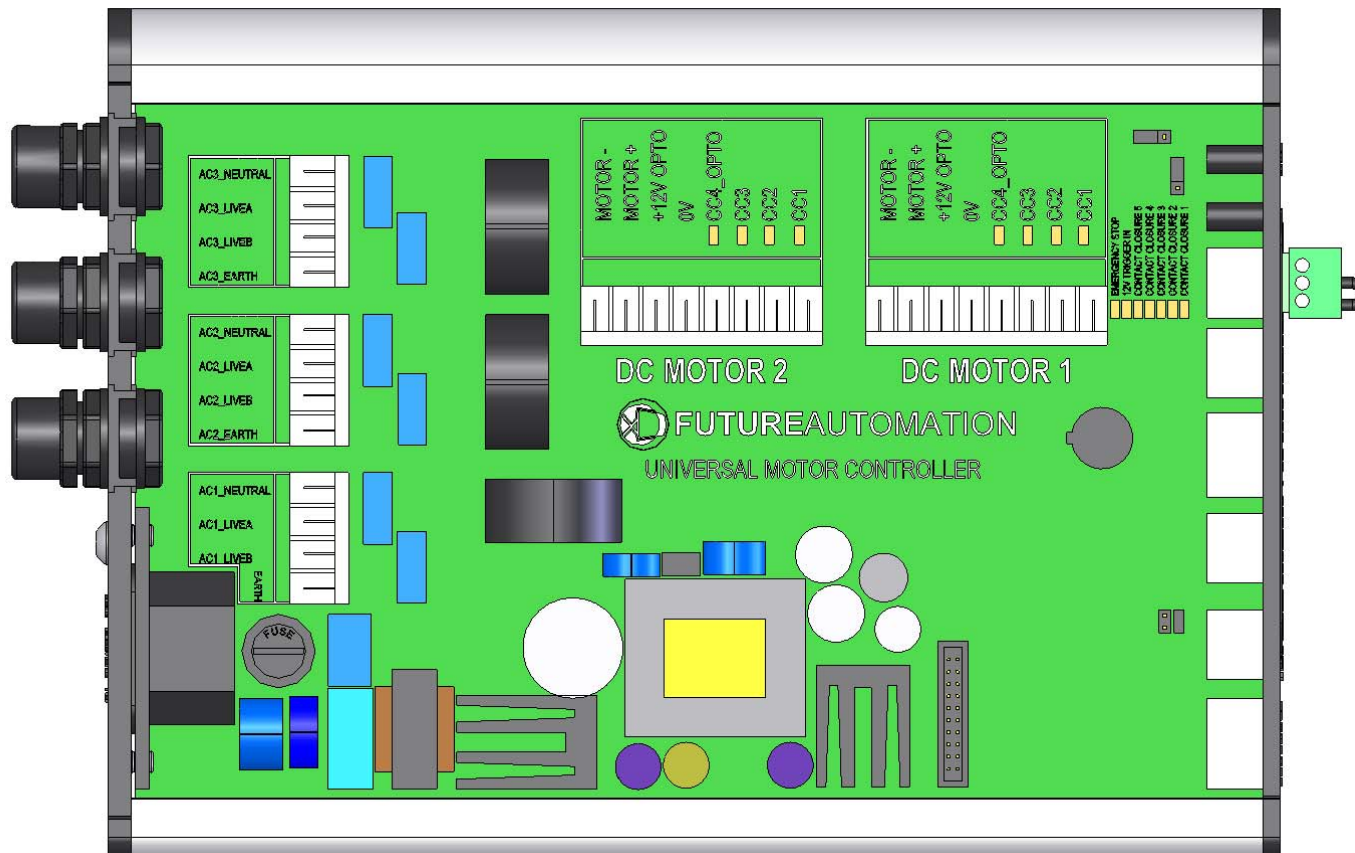 AC3_NEUTRAL
AC3_LIVEA
AC3_LIVEB
AC3_EARTH
AC2_NEUTRAL
AC2_LIVEA
AC2_LIVEB
AC2_EARTH
AC1_NEUTRAL
AC1_LIVEA
AC1_LIVEB
EARTH
FUSE
MOTOR -
MOTOR +
+12V OPTO
0V
CC4_OPTO
CC3
CC2
CC1
DC MOTOR 2
MOTOR -
MOTOR +
+12V OPTO
0V
CC4_OPTO
CC3
CC2
CC1
DC MOTOR 1
EMERGENCY STOP
12V TRIGGER IN
CONTACT CLOSURE 5
CONTACT CLOSURE 4
CONTACT CLOSURE 3
CONTACT CLOSURE 2
CONTACT CLOSURE 1
FUTUREAUTOMATION
UNIVERSAL MOTOR CONTROLLER